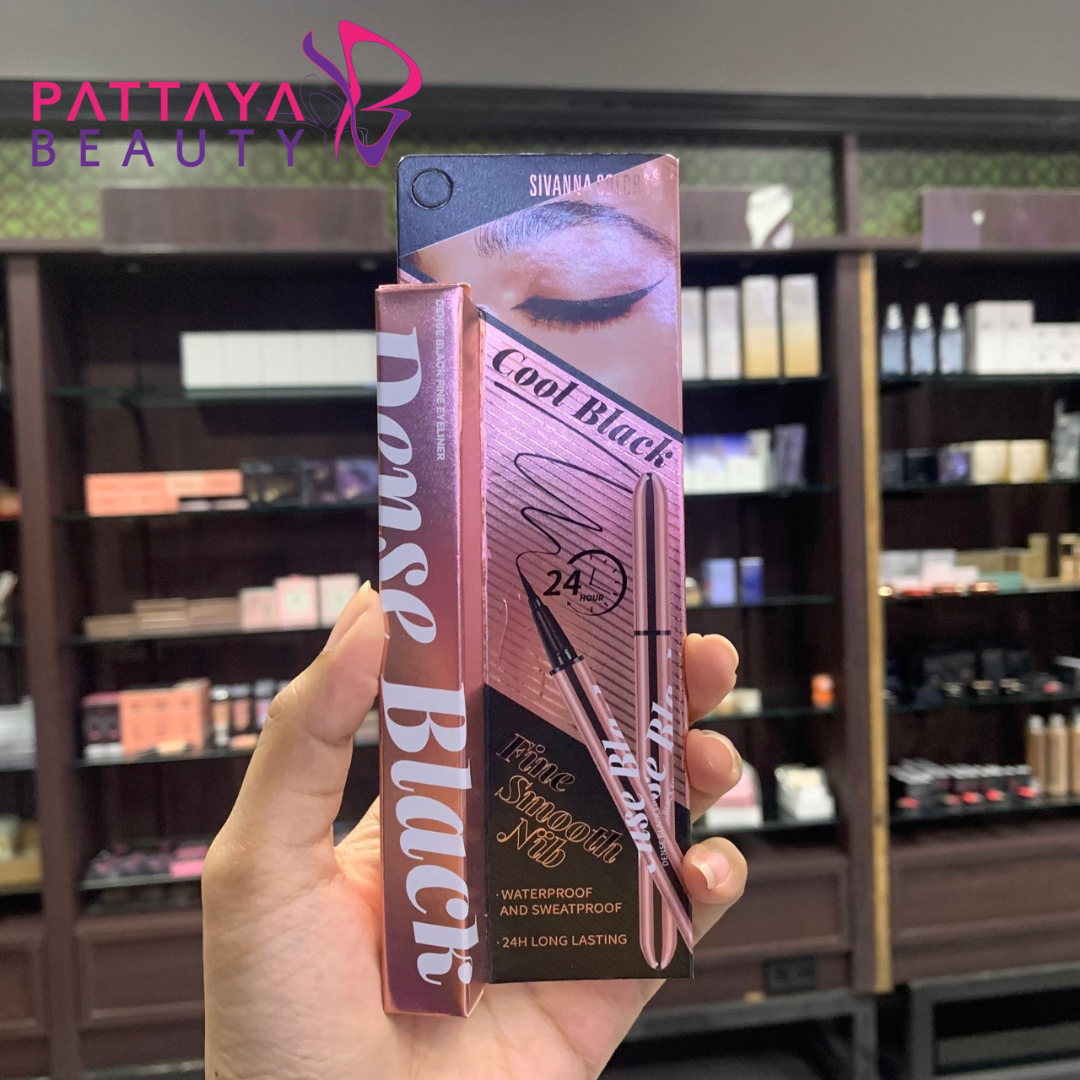 PATTAYA
BEAUTY
SIVANNA COLOR
DENSE BLACK FINE EYELINER
Dense Black
Cool Black
24
HOUR
Fine
Smooth
Nib
· WATERPROOF
AND SWEATPROOF
· 24H LONG LASTING